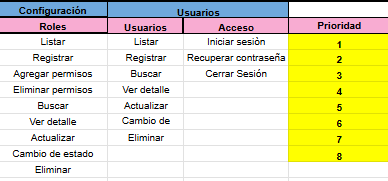 Configuración Usuarios
Roles Usuarios Acceso Prioridad
Listar Listar Iniciar sesiòn 1
Registrar Registrar Recuperar contraseña 2
Agregar permisos Buscar Cerrar Sesión 3
Eliminar permisos Ver detalle 4
Buscar Actualizar 5
Ver detalle Cambio de 6
Actualizar Eliminar 7
Cambio de estado 8
Eliminar